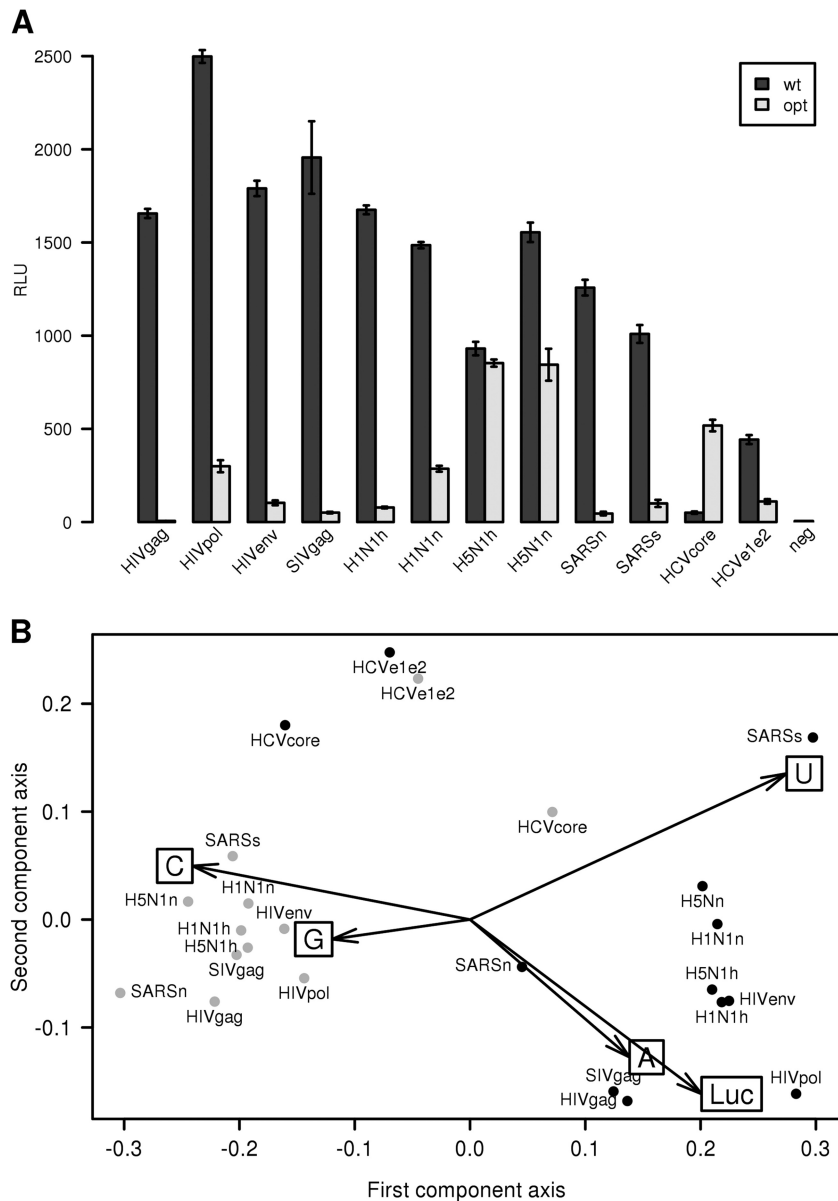 A
2500
2000
1500
1000
500
0
RLU
wt
opt
HIVgag
HIVpol
HIVenv
SIVgag
H1N1h
H1N1n
H5N1h
H5N1n
SARSn
SARSs
HCVcore
HCVe1e2
neg
B
HCVe1e2
HCVe1e2
HCVcore
SARSs
U
HCVcore
SARSs
C
H1N1n
H5N1n
HIVenv
H5Nn
H1N1h
G
H1N1n
H5N1h
SIVgag
SARSn
H5N1h
SARSn
HIVpol
HIVenv
HIVgag
H1N1h
A
SIVgag
HIVpol
Luc
HIVgag
0.2
0.1
0.0
-0.1
Second component axis
-0.3 -0.2 -0.1 0.0 0.1 0.2 0.3
First component axis